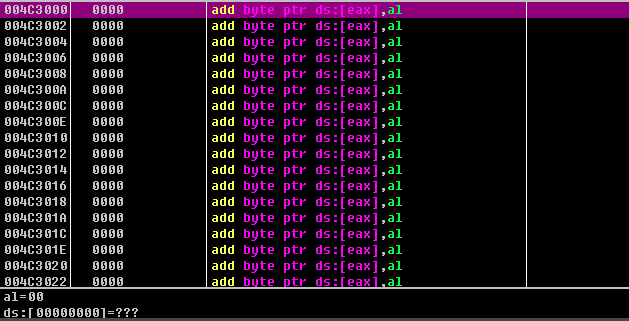 004C3000 0000 add byte ptr ds:[eax],al
004C3002 0000 add byte ptr ds:[eax],al
004C3004 0000 add byte ptr ds:[eax],al
004C3006 0000 add byte ptr ds:[eax],al
004C3008 0000 add byte ptr ds:[eax],al
004C300A 0000 add byte ptr ds:[eax],al
004C300C 0000 add byte ptr ds:[eax],al
004C300E 0000 add byte ptr ds:[eax],al
004C3010 0000 add byte ptr ds:[eax],al
004C3012 0000 add byte ptr ds:[eax],al
004C3014 0000 add byte ptr ds:[eax],al
004C3016 0000 add byte ptr ds:[eax],al
004C3018 0000 add byte ptr ds:[eax],al
004C301A 0000 add byte ptr ds:[eax],al
004C301C 0000 add byte ptr ds:[eax],al
004C301E 0000 add byte ptr ds:[eax],al
004C3020 0000 add byte ptr ds:[eax],al
004C3022 0000 add byte ptr ds:[eax],al
al=00
ds:[00000000]=???